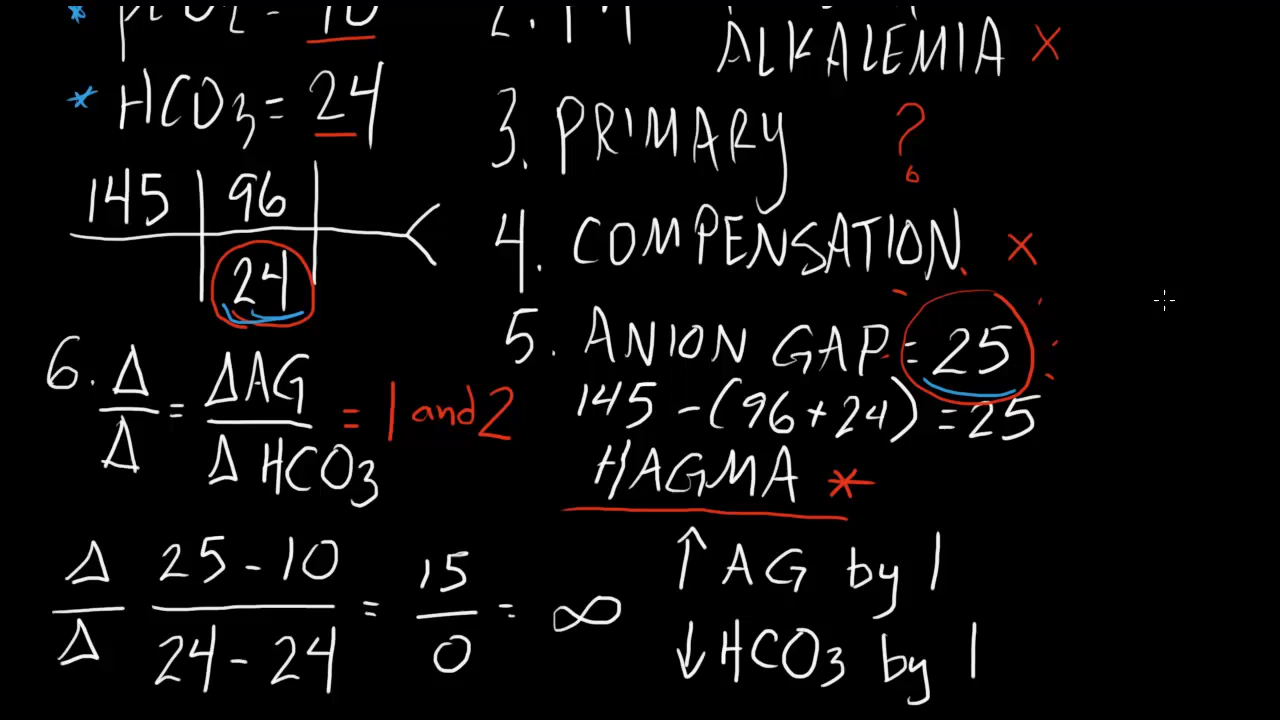 * HCO3 = 24
145 | 96
24
6. Δ/Δ = ΔAG/ΔHCO3 = 1 and 2
Δ/Δ 25-10/24-24 = 15/0 = ∞
ALKALEMIA X
3. PRIMARY ?
4. COMPENSATION X
5. ANION GAP = 25
145 - (96 + 24) = 25
HAGMA *
↑ AG by 1
↓ HCO3 by 1